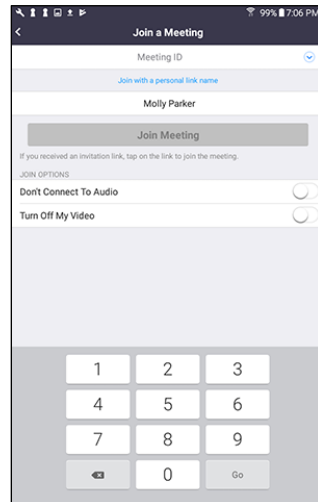 99% 7:06 PM
Join a Meeting
Meeting ID
Join with a personal link name
Molly Parker
Join Meeting
If you received an invitation link, tap on the link to join the meeting.
JOIN OPTIONS
Don't Connect To Audio
Turn Off My Video
1 2 3
4 5 6
7 8 9
0 Go